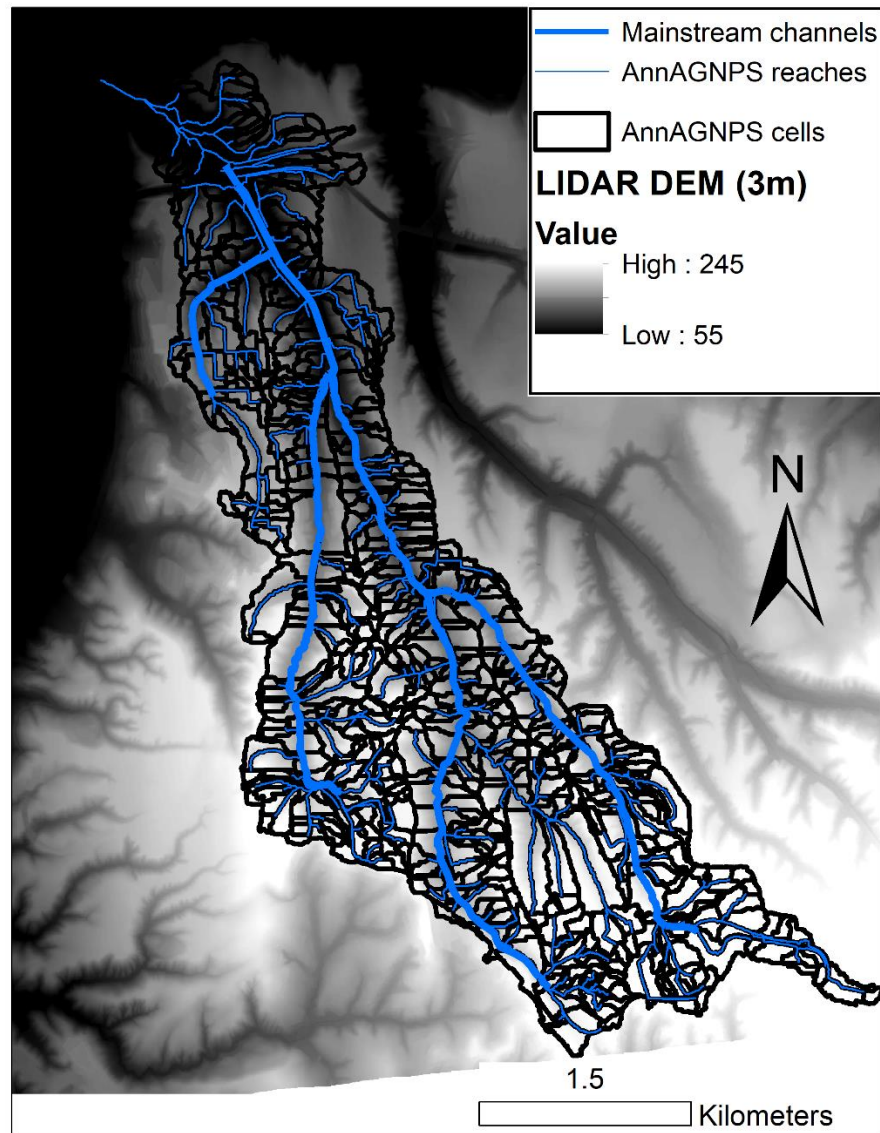 Mainstream channels
AnnAGNPS reaches
AnnAGNPS cells
LIDAR DEM (3m)
Value
High : 245
Low : 55
N
1.5
Kilometers